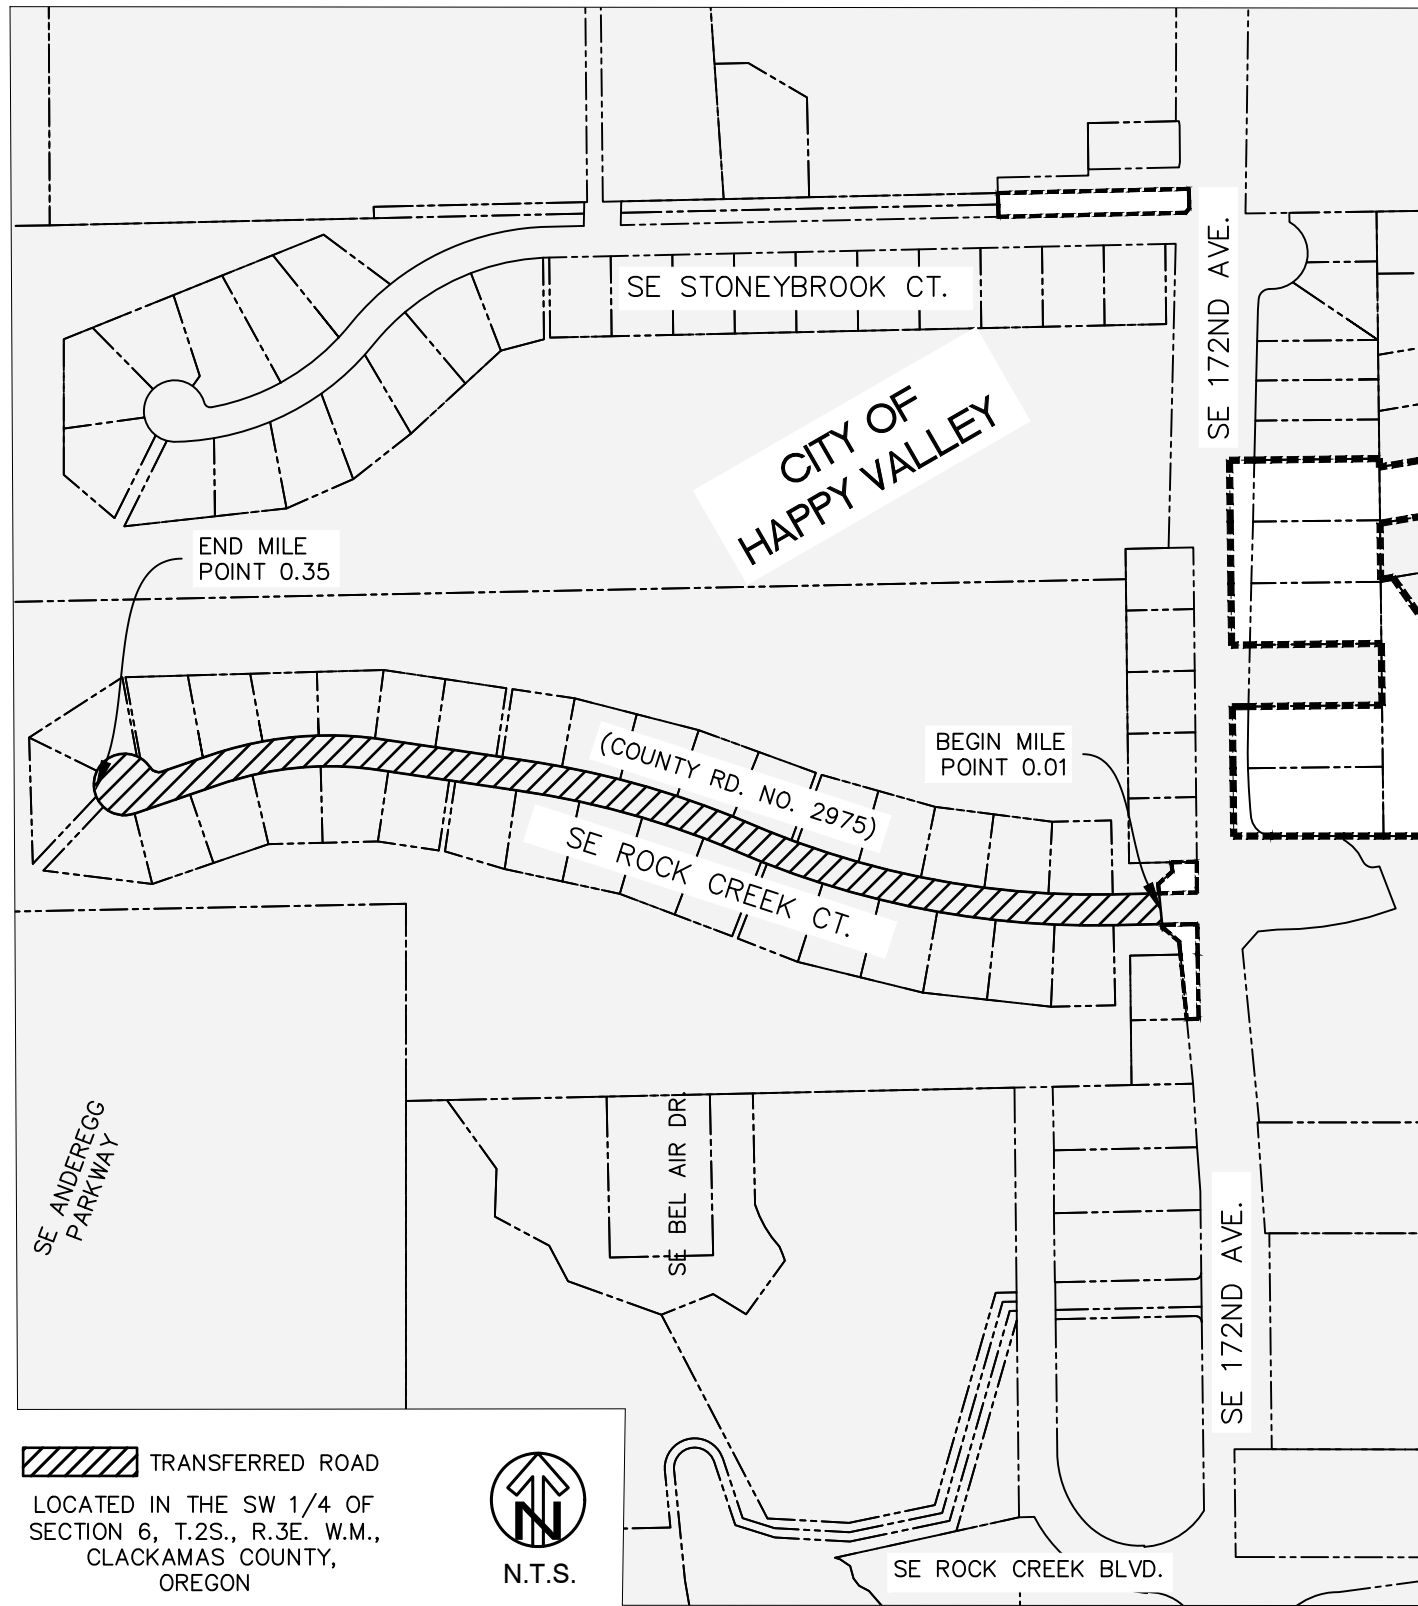 SE STONEYBROOK CT.
SE 172ND AVE.
CITY OF
HAPPY VALLEY
END MILE
POINT 0.35
(COUNTY RD. NO. 2975)
BEGIN MILE
POINT 0.01
SE ROCK CREEK CT.
SE ANDEREGG
PARKWAY
SE BEL AIR DR.
SE 172ND AVE.
TRANSFERRED ROAD
LOCATED IN THE SW 1/4 OF
SECTION 6, T.2S., R.3E. W.M.,
CLACKAMAS COUNTY,
OREGON
N
N.T.S.
SE ROCK CREEK BLVD.